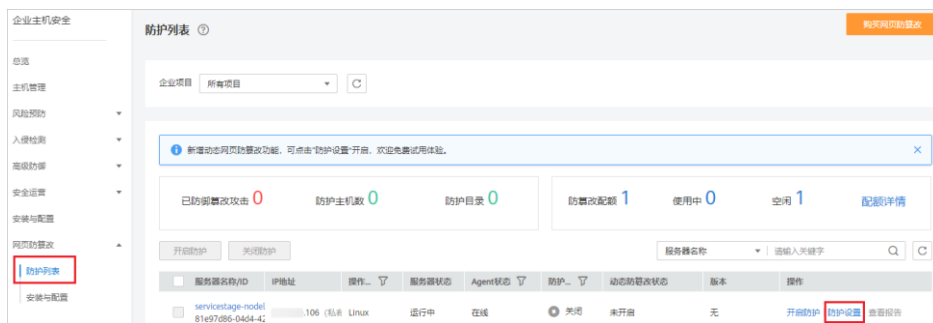 企业主机安全
总览
主机管理
风险预防
入侵检测
高级防御
安全运营
安装与配置
网页防篡改
防护列表
安装与配置
防护列表
购买网页防篡改
企业项目 所有项目
新增动态网页防篡改功能，可点击“防护设置”开启，欢迎免费试用体验。
已防御篡改攻击 0 防护主机数 0 防护目录 0 防篡改配额 1 使用中 0 空闲 1 配额详情
开启防护 关闭防护 服务器名称 请输入关键字
服务器名称/ID IP地址 操作... 服务器状态 Agent状态 防护... 动态防篡改状态 版本 操作
servicestage-nodel .106 (私有 Linux 运行中 在线 关闭 未开启 无 开启防护 防护设置 查看报告
81e97d86-04d4-42